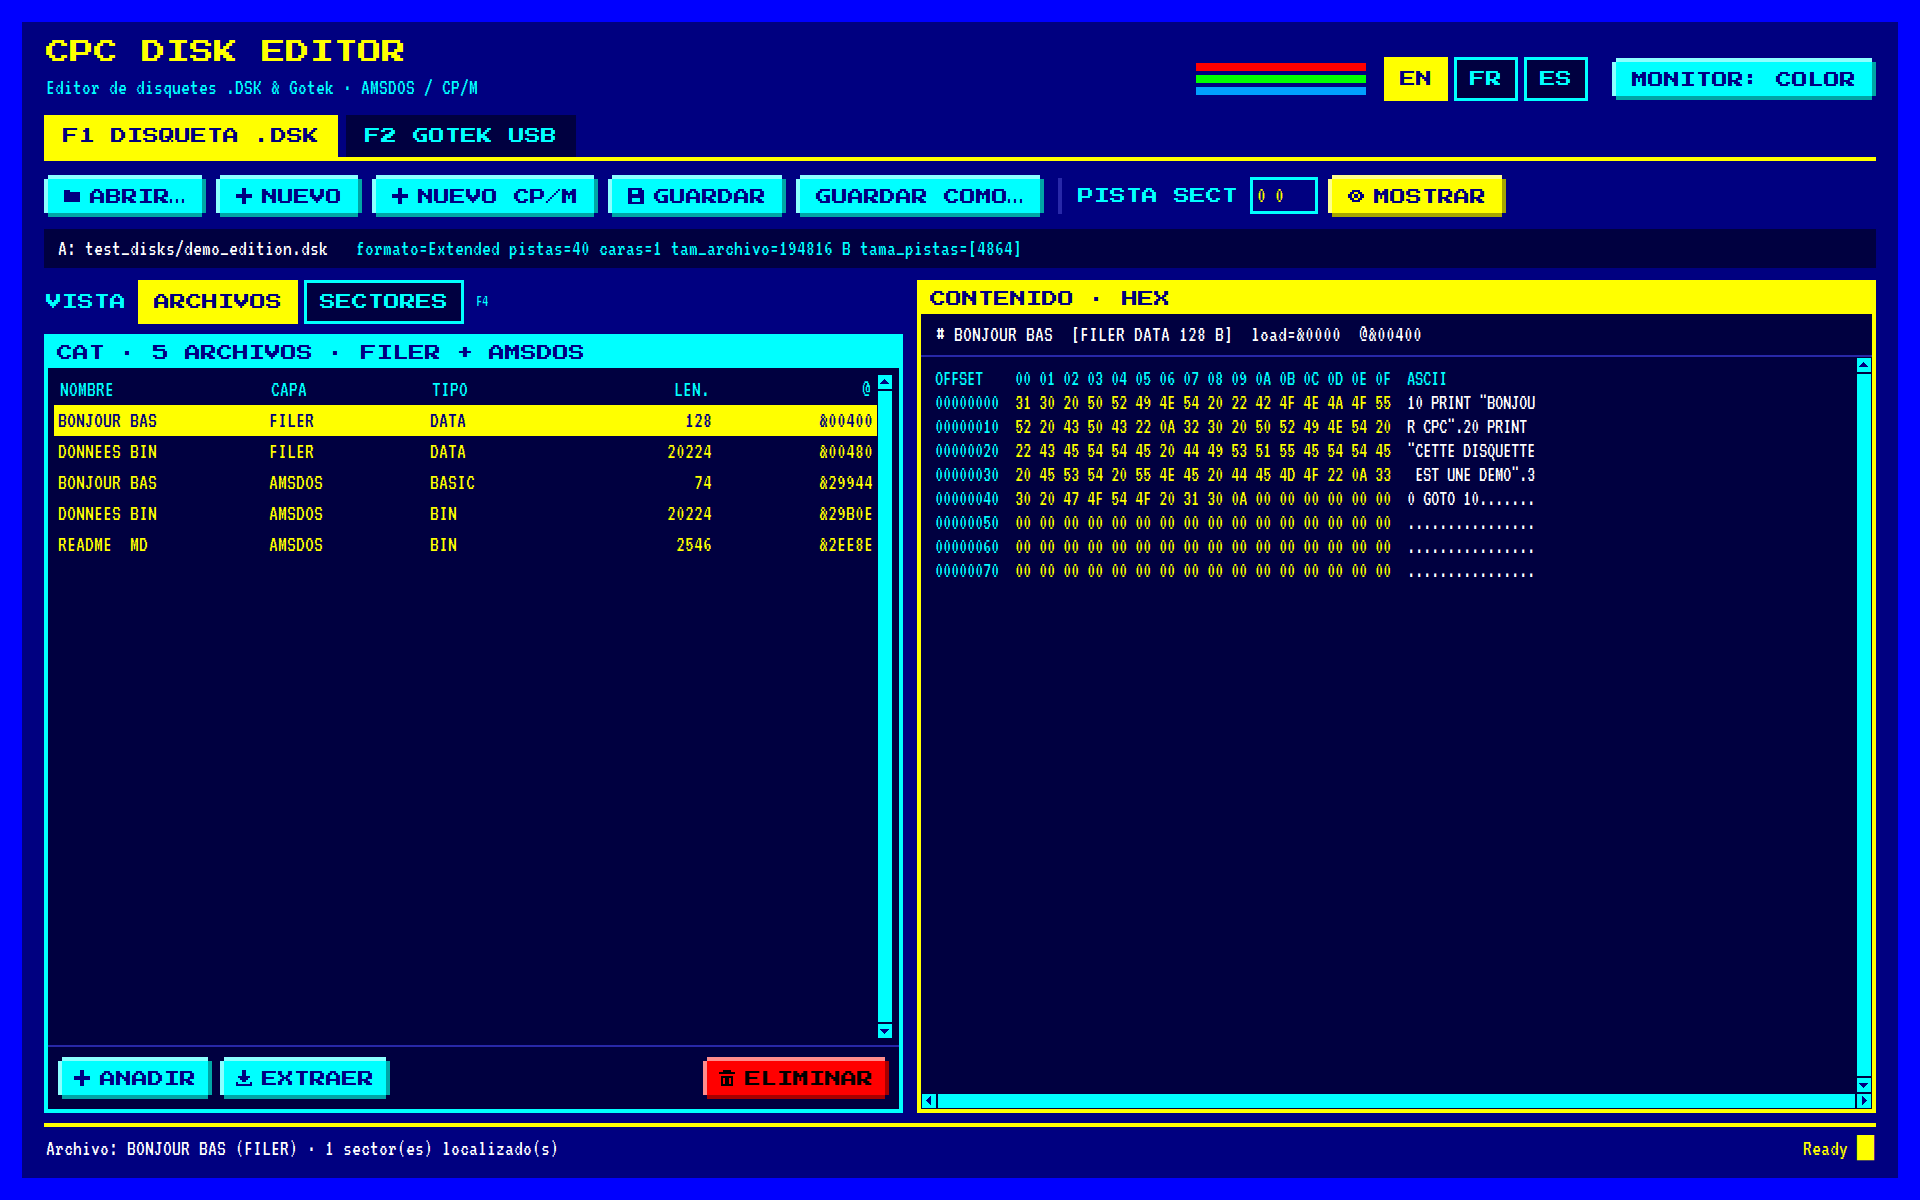 CPC DISK EDITOR
Editor de disquetes .DSK & Gotek · AMSDOS / CP/M
EN FR ES MONITOR: COLOR
F1 DISQUETA .DSK F2 GOTEK USB
ABRIR… NUEVO NUEVO CP/M GUARDAR GUARDAR COMO… PISTA SECT 0 0 MOSTRAR
A: test_disks/demo_edition.dsk formato=Extended pistas=40 caras=1 tam_archivo=194816 B tama_pistas=[4864]
VISTA ARCHIVOS SECTORES F4
CAT · 5 ARCHIVOS · FILER + AMSDOS
NOMBRE CAPA TIPO LEN. @
BONJOUR BAS FILER DATA 128 &00400
DONNEES BIN FILER DATA 20224 &00480
BONJOUR BAS AMSDOS BASIC 74 &29944
DONNEES BIN AMSDOS BIN 20224 &29B0E
README MD AMSDOS BIN 2546 &2EE8E
ANADIR EXTRAER ELIMINAR
CONTENIDO · HEX
# BONJOUR BAS [FILER DATA 128 B] load=&0000 @&00400
OFFSET 00 01 02 03 04 05 06 07 08 09 0A 0B 0C 0D 0E 0F ASCII
00000000 31 30 20 50 52 49 4E 54 20 22 42 4F 4E 4A 4F 55 10 PRINT "BONJOU
00000010 52 20 43 50 43 22 0A 32 30 20 50 52 49 4E 54 20 R CPC".20 PRINT
00000020 22 43 45 54 54 45 20 44 49 53 51 55 45 54 54 45 "CETTE DISQUETTE
00000030 20 45 53 54 20 55 4E 45 20 44 45 4D 4F 22 0A 33 EST UNE DEMO".3
00000040 30 20 47 4F 54 4F 20 31 30 0A 00 00 00 00 00 00 0 GOTO 10.......
00000050 00 00 00 00 00 00 00 00 00 00 00 00 00 00 00 00 ................
00000060 00 00 00 00 00 00 00 00 00 00 00 00 00 00 00 00 ................
00000070 00 00 00 00 00 00 00 00 00 00 00 00 00 00 00 00 ................
Archivo: BONJOUR BAS (FILER) · 1 sector(es) localizado(s)
Ready